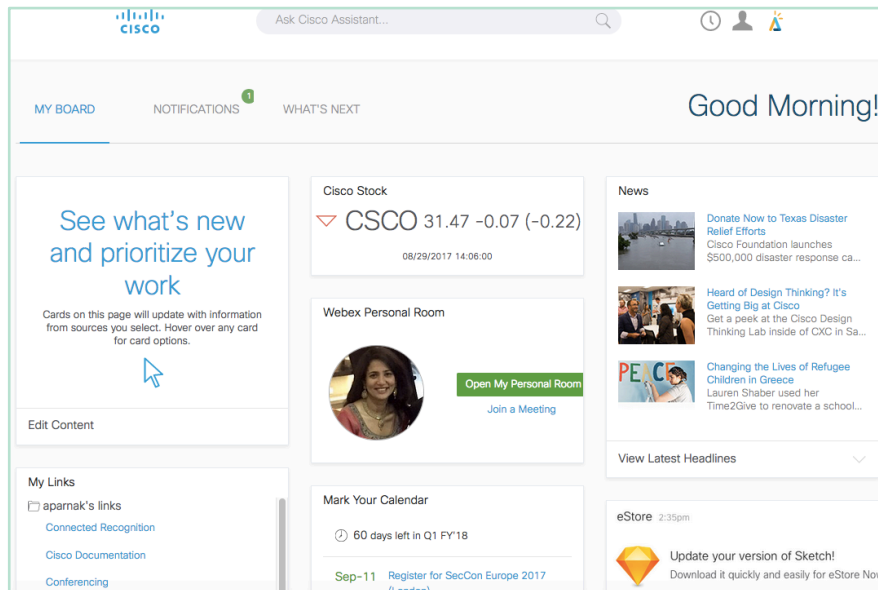 CISCO
Ask Cisco Assistant...
MY BOARD
NOTIFICATIONS
1
WHAT'S NEXT
Good Morning!
See what's new
and prioritize your
work
Cards on this page will update with information
from sources you select. Hover over any card
for card options.
Edit Content
My Links
aparnak's links
Connected Recognition
Cisco Documentation
Conferencing
Cisco Stock
CSCO 31.47 -0.07 (-0.22)
08/29/2017 14:06:00
Webex Personal Room
Open My Personal Room
Join a Meeting
Mark Your Calendar
60 days left in Q1 FY'18
Sep-11 Register for SecCon Europe 2017
(London)
News
Donate Now to Texas Disaster
Relief Efforts
Cisco Foundation launches
$500,000 disaster response ca...
Heard of Design Thinking? It's
Getting Big at Cisco
Get a peek at the Cisco Design
Thinking Lab inside of CXC in Sa...
PEACE
Changing the Lives of Refugee
Children in Greece
Lauren Shaber used her
Time2Give to renovate a school...
View Latest Headlines
eStore 2:35pm
Update your version of Sketch!
Download it quickly and easily for eStore Nov